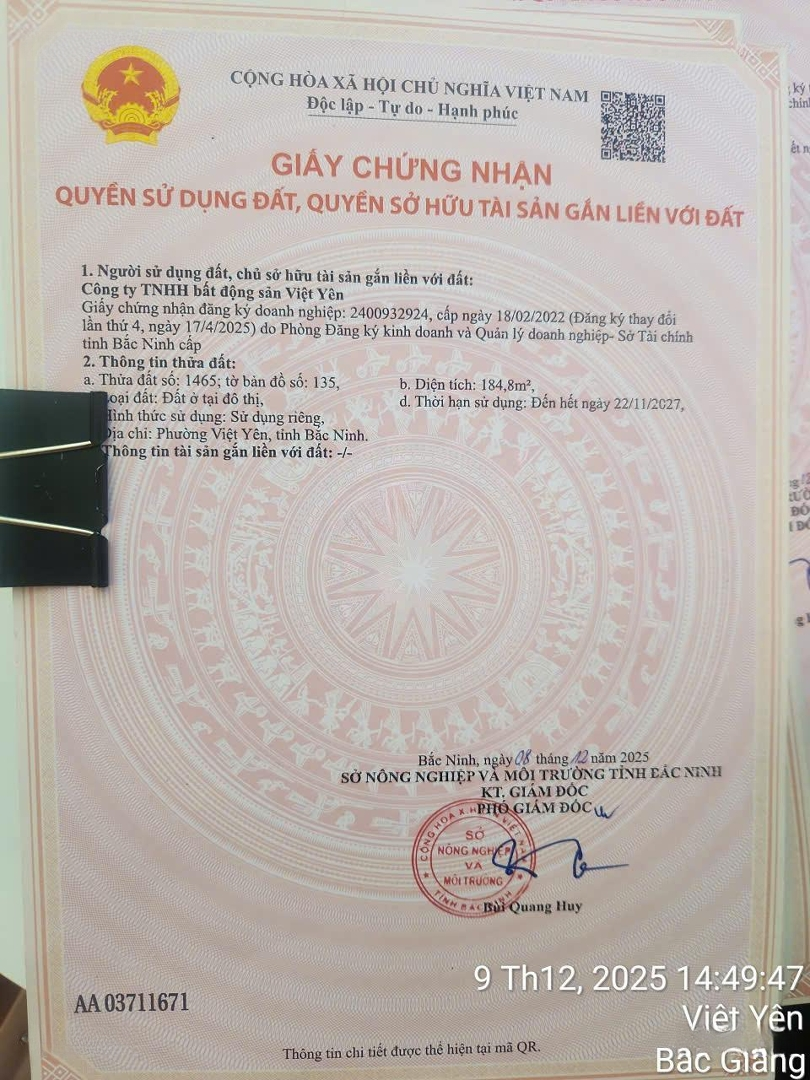 CỘNG HÒA XÃ HỘI CHỦ NGHĨA VIỆT NAM
Độc lập - Tự do - Hạnh phúc
GIẤY CHỨNG NHẬN
QUYỀN SỬ DỤNG ĐẤT, QUYỀN SỞ HỮU TÀI SẢN GẮN LIỀN VỚI ĐẤT
1. Người sử dụng đất, chủ sở hữu tài sản gắn liền với đất:
Công ty TNHH bất động sản Việt Yên
Giấy chứng nhận đăng ký doanh nghiệp: 2400932924, cấp ngày 18/02/2022 (Đăng ký thay đổi
lần thứ 4, ngày 17/4/2025) do Phòng Đăng ký kinh doanh và Quản lý doanh nghiệp- Sở Tài chính
tỉnh Bắc Ninh cấp
2. Thông tin thửa đất:
a. Thửa đất số: 1465; tờ bản đồ số: 135, b. Diện tích: 184,8m²,
oại đất: Đất ở tại đô thị, d. Thời hạn sử dụng: Đến hết ngày 22/11/2027,
Hình thức sử dụng: Sử dụng riêng,
Địa chỉ: Phường Việt Yên, tỉnh Bắc Ninh.
Thông tin tài sản gắn liền với đất: -/-
Bắc Ninh, ngày 08 tháng 12 năm 2025
SỞ NÔNG NGHIỆP VÀ MÔI TRƯỜNG TỈNH BẮC NINH
KT. GIÁM ĐỐC
PHÓ GIÁM ĐỐC
SỞ
NÔNG NGHIỆP
VÀ
MÔI TRƯỜNG
TỈNH BẮC NINH
Bùi Quang Huy
AA 03711671
Thông tin chi tiết được thể hiện tại mã QR.
9 Th12, 2025 14:49:47
Việt Yên
Bắc Giang